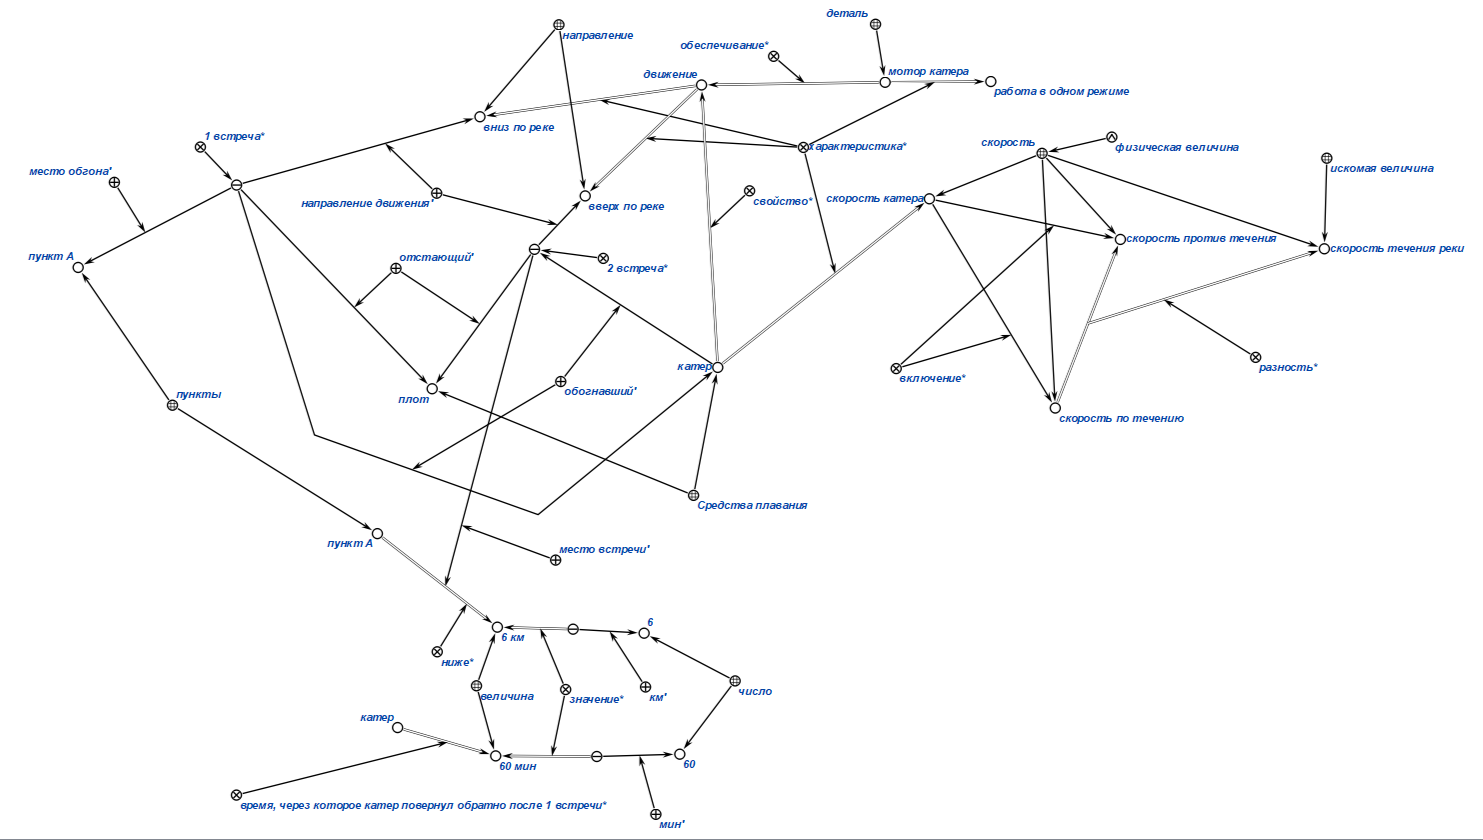 деталь
направление
обеспечивание*
движение
мотор катера
работа в одном режиме
вниз по реке
1 встреча*
скорость
характеристика*
физическая величина
место обгона'
искомая величина
направление движения'
вверх по реке
свойство*
скорость катера
скорость против течения
скорость течения реки
пункт А
отстающий'
2 встреча*
катер
включение*
разность*
пункты
обогнавший'
плот
скорость по течению
Средства плавания
пункт А
место встречи'
6
6 км
ниже*
величина
значение*
км'
число
катер
60 мин
60
время, через которое катер повернул обратно после 1 встречи*
мин'